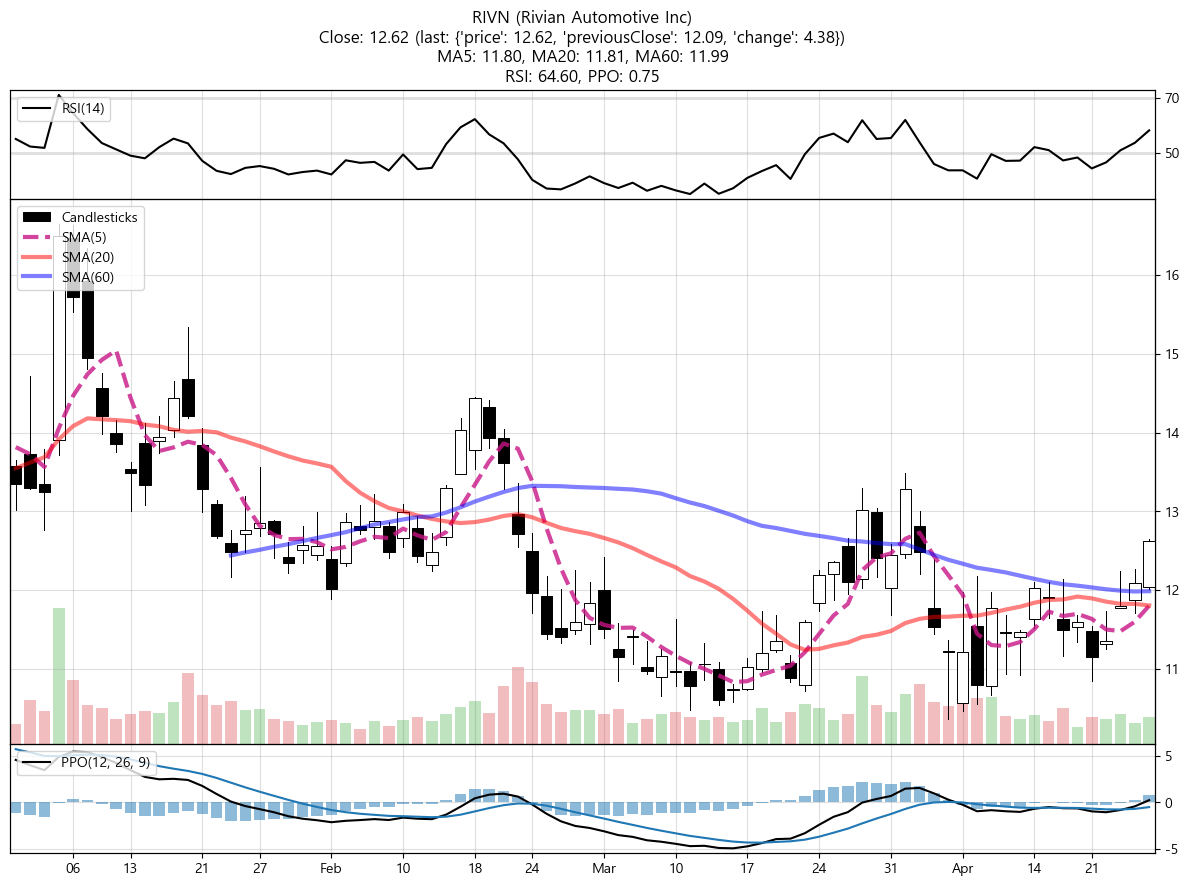 RIVN (Rivian Automotive Inc)
Close: 12.62 (last: {'price': 12.62, 'previousClose': 12.09, 'change': 4.38})
MA5: 11.80, MA20: 11.81, MA60: 11.99
RSI: 64.60, PPO: 0.75
RSI(14)
70
50
Candlesticks
SMA(5)
SMA(20)
SMA(60)
16
15
14
13
12
11
PPO(12, 26, 9)
5
0
-5
06 13 21 27 Feb 10 18 24 Mar 10 17 24 31 Apr 14 21